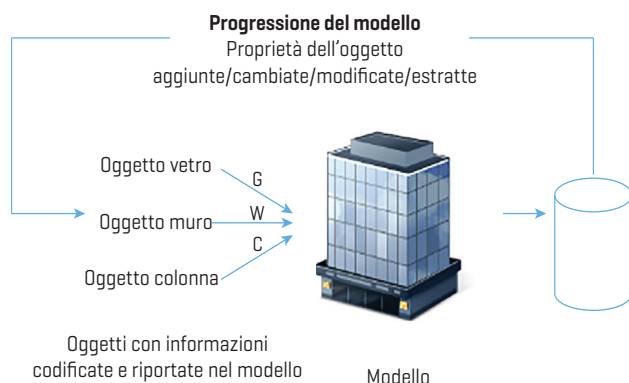 Progressione del modello
Proprietà dell'oggetto
aggiunte/cambiate/modificate/estratte
Oggetto vetro
G
Oggetto muro
W
C
Oggetto colonna
Oggetti con informazioni
codificate e riportate nel modello
Modello